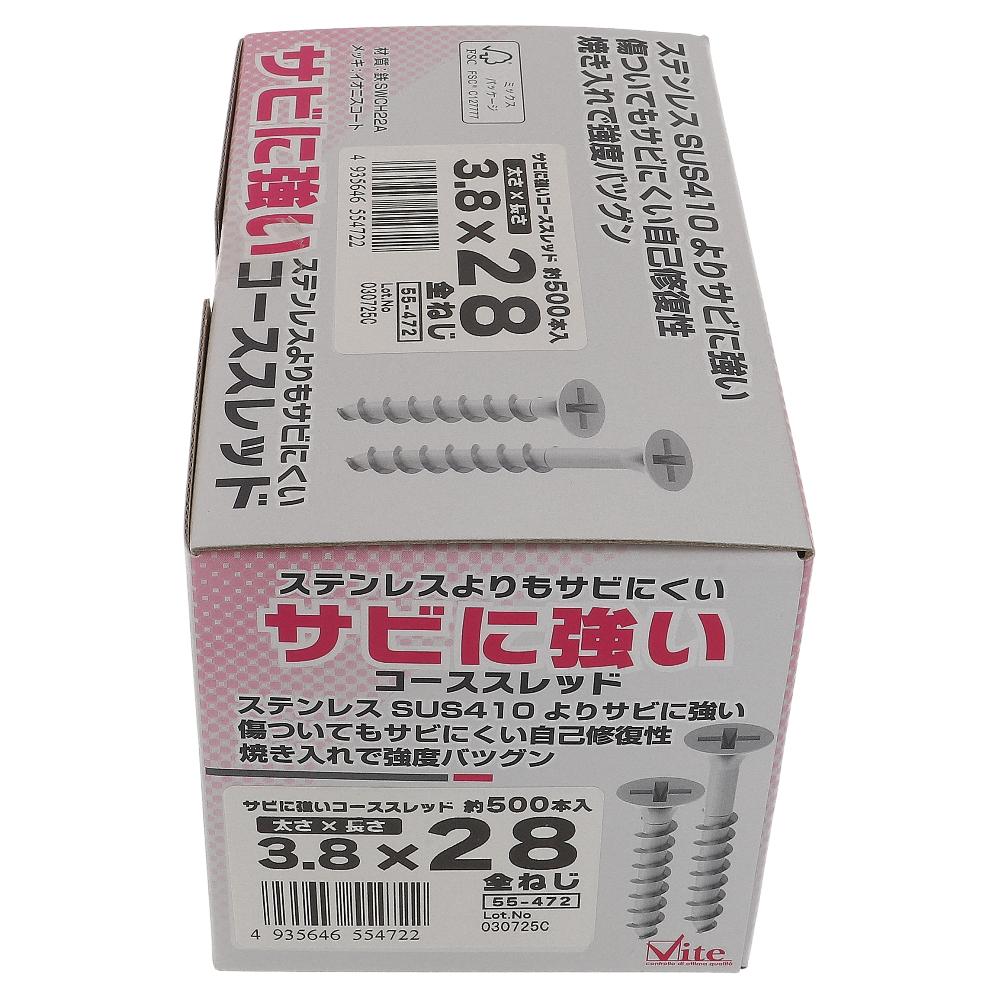 ステンレス SUS410 よりサビに強い
傷ついてもサビにくい自己修復性
焼き入れで強度バツグン
FSC
FSC® C127777
ミックス
パッケージ
サビに強いコーススレッド 約500本入
太さ×長さ
3.8×28
全ねじ
55-472
Lot.No
030725C
4 935646 554722
材質:鉄SWCH22A
メッキ:イオニスコート
ステンレスよりもサビにくい
サビに強い
コーススレッド
ステンレスよりもサビにくい
サビに強い
コーススレッド
ステンレス SUS410 よりサビに強い
傷ついてもサビにくい自己修復性
焼き入れで強度バツグン
サビに強いコーススレッド 約500本入
太さ×長さ
3.8×28
全ねじ
55-472
Lot.No
030725C
4 935646 554722
Vite
controllo di ottima qualità